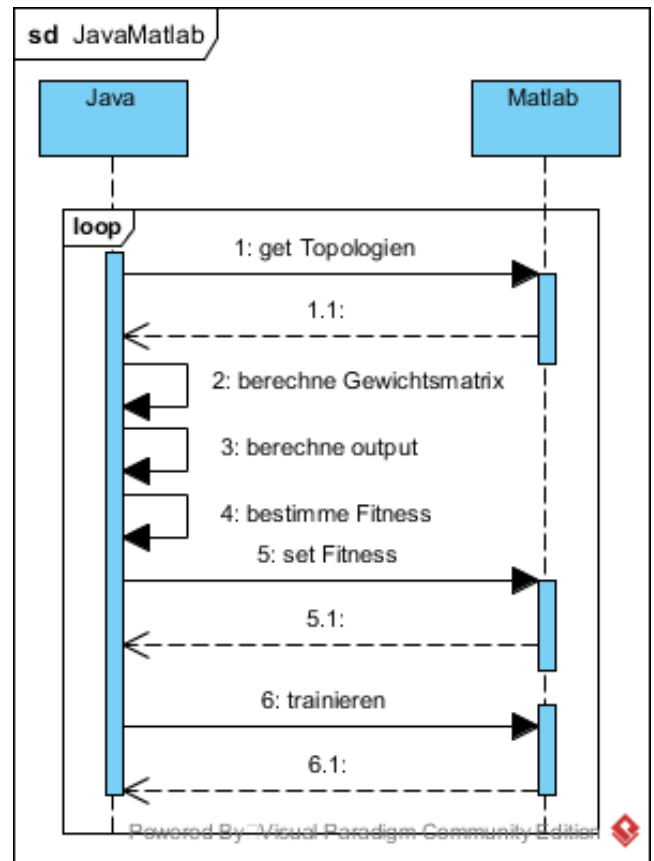 sd JavaMatlab
Java
Matlab
loop
1: get Topologien
1.1:
2: berechne Gewichtsmatrix
3: berechne output
4: bestimme Fitness
5: set Fitness
5.1:
6: trainieren
6.1:
Powered By Visual Paradigm Community Edition